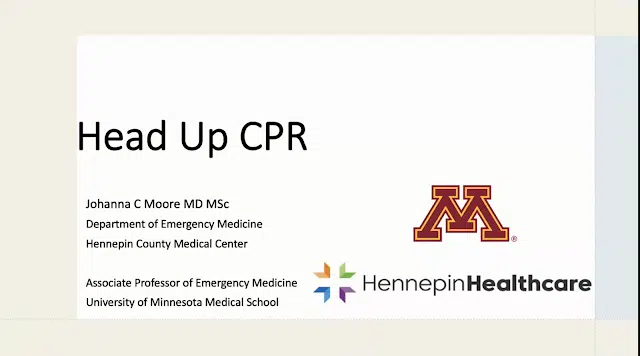 Head Up CPR
Johanna C Moore MD MSc
Department of Emergency Medicine
Hennepin County Medical Center
Associate Professor of Emergency Medicine
University of Minnesota Medical School
M®
HennepinHealthcare